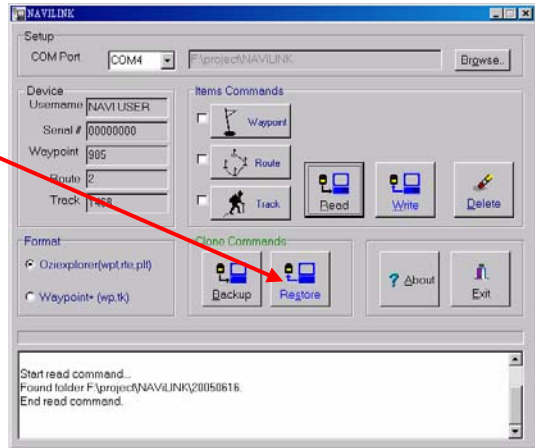 NAVILINK
Setup
COM Port COM4 F:\project\NAVILINK Browse..
Device
Username NAVI USER
Serial # 00000000
Waypoint 905
Route 2
Track
Items Commands
Waypoint
Route
Track
Read Write Delete
Format
Oziexplorer(wpt,rte,plt)
Waypoint+ (wp,tk)
Clone Commands
Backup Restore
? About Exit
Start read command...
Found folder F:\project\NAVILINK\20050616.
End read command.